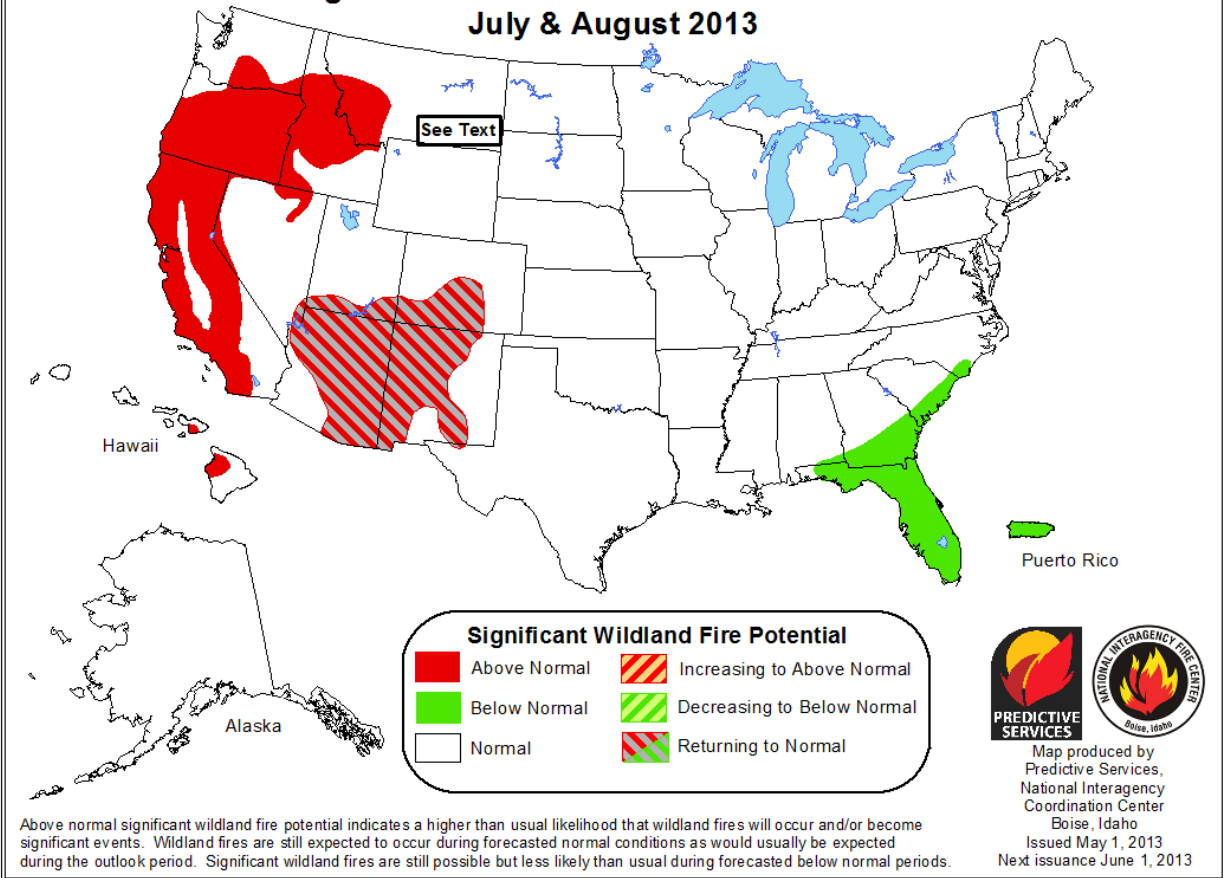 July & August 2013
See Text
Hawaii
Puerto Rico
Alaska
Significant Wildland Fire Potential
Above Normal
Increasing to Above Normal
Below Normal
Decreasing to Below Normal
Normal
Returning to Normal
PREDICTIVE
SERVICES
NATIONAL INTERAGENCY FIRE CENTER
Boise, Idaho
Map produced by
Predictive Services,
National Interagency
Coordination Center
Boise, Idaho
Issued May 1, 2013
Next issuance June 1, 2013
Above normal significant wildland fire potential indicates a higher than usual likelihood that wildland fires will occur and/or become
significant events.  Wildland fires are still expected to occur during forecasted normal conditions as would usually be expected
during the outlook period.  Significant wildland fires are still possible but less likely than usual during forecasted below normal periods.